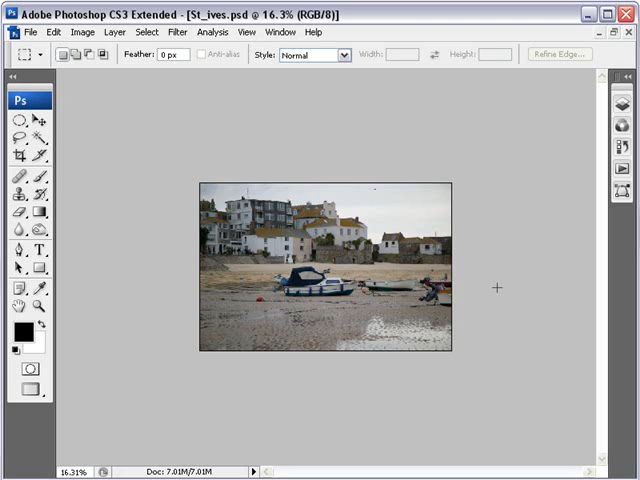 Ps Adobe Photoshop CS3 Extended - [St_ives.psd @ 16.3% (RGB/8)]
File Edit Image Layer Select Filter Analysis View Window Help
Feather: 0 px Anti-alias Style: Normal Width: Height: Refine Edge...
Ps
T
16.31% Doc: 7.01M/7.01M